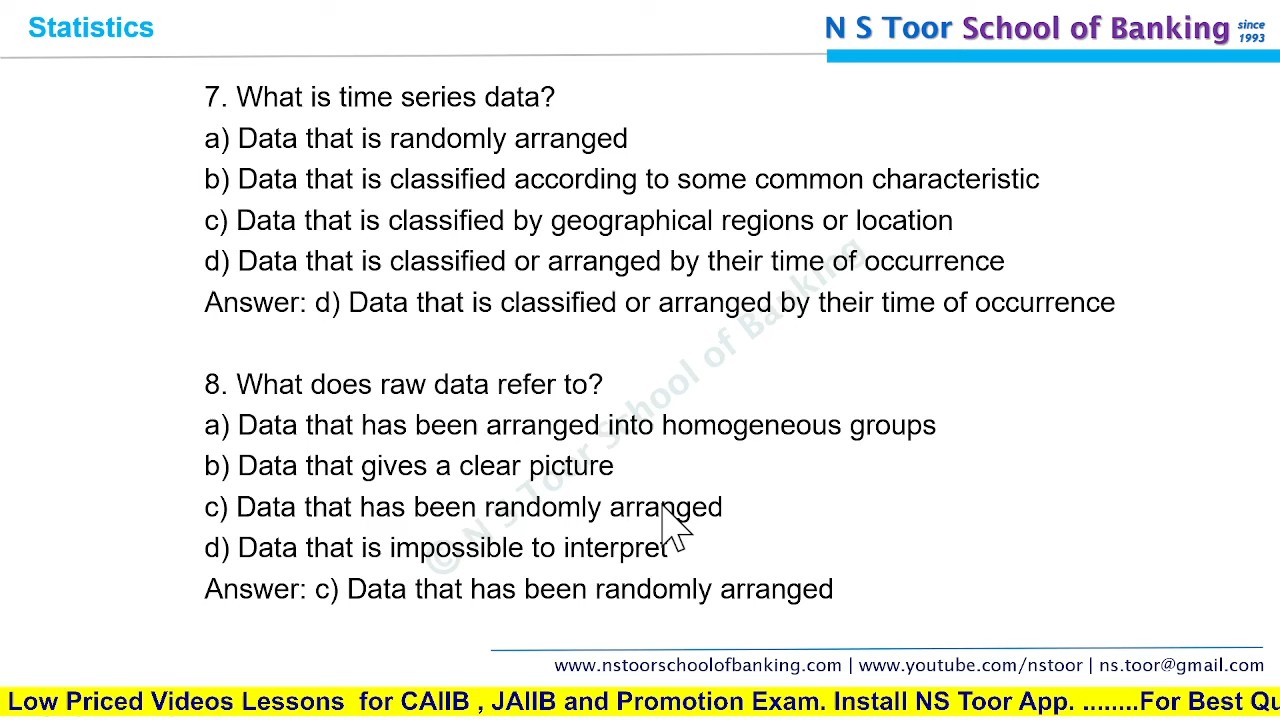 Statistics
N S Toor School of Banking since 1993
7. What is time series data?
a) Data that is randomly arranged
b) Data that is classified according to some common characteristic
c) Data that is classified by geographical regions or location
d) Data that is classified or arranged by their time of occurrence
Answer: d) Data that is classified or arranged by their time of occurrence
8. What does raw data refer to?
a) Data that has been arranged into homogeneous groups
b) Data that gives a clear picture
c) Data that has been randomly arranged
d) Data that is impossible to interpret
Answer: c) Data that has been randomly arranged
© N S Toor School of Banking
www.nstoorschoolofbanking.com | www.youtube.com/nstoor | ns.toor@gmail.com
Low Priced Videos Lessons for CAIIB , JAIIB and Promotion Exam. Install NS Toor App. ........For Best Qu